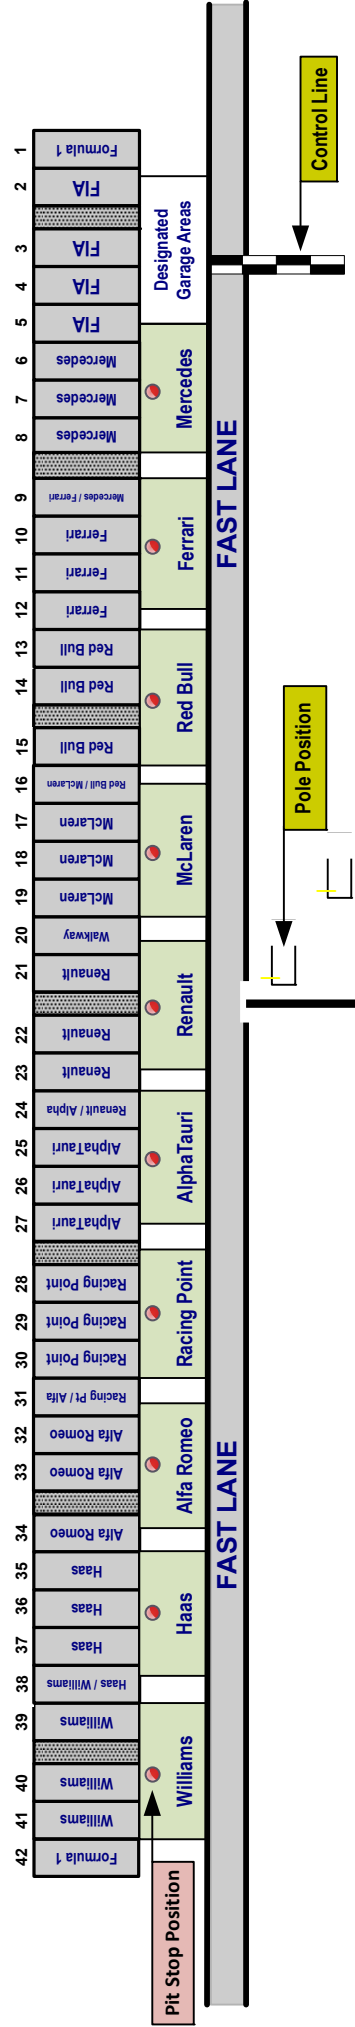 1
Formula 1
2
FIA
3
FIA
4
FIA
5
FIA
6
Mercedes
7
Mercedes
8
Mercedes
9
Mercedes / Ferrari
10
Ferrari
11
Ferrari
12
Ferrari
13
Red Bull
14
Red Bull
15
Red Bull
16
Red Bull / McLaren
17
McLaren
18
McLaren
19
McLaren
20
Walkway
21
Renault
22
Renault
23
Renault
24
Renault / Alpha
25
AlphaTauri
26
AlphaTauri
27
AlphaTauri
28
Racing Point
29
Racing Point
30
Racing Point
31
Racing Pt / Alfa
32
Alfa Romeo
33
Alfa Romeo
34
Alfa Romeo
35
Haas
36
Haas
37
Haas
38
Haas / Williams
39
Williams
40
Williams
41
Williams
42
Formula 1
Designated
Garage Areas
Mercedes
Ferrari
Red Bull
McLaren
Renault
AlphaTauri
Racing Point
Alfa Romeo
Haas
Williams
FAST LANE
FAST LANE
Control Line
Pole Position
Pit Stop Position